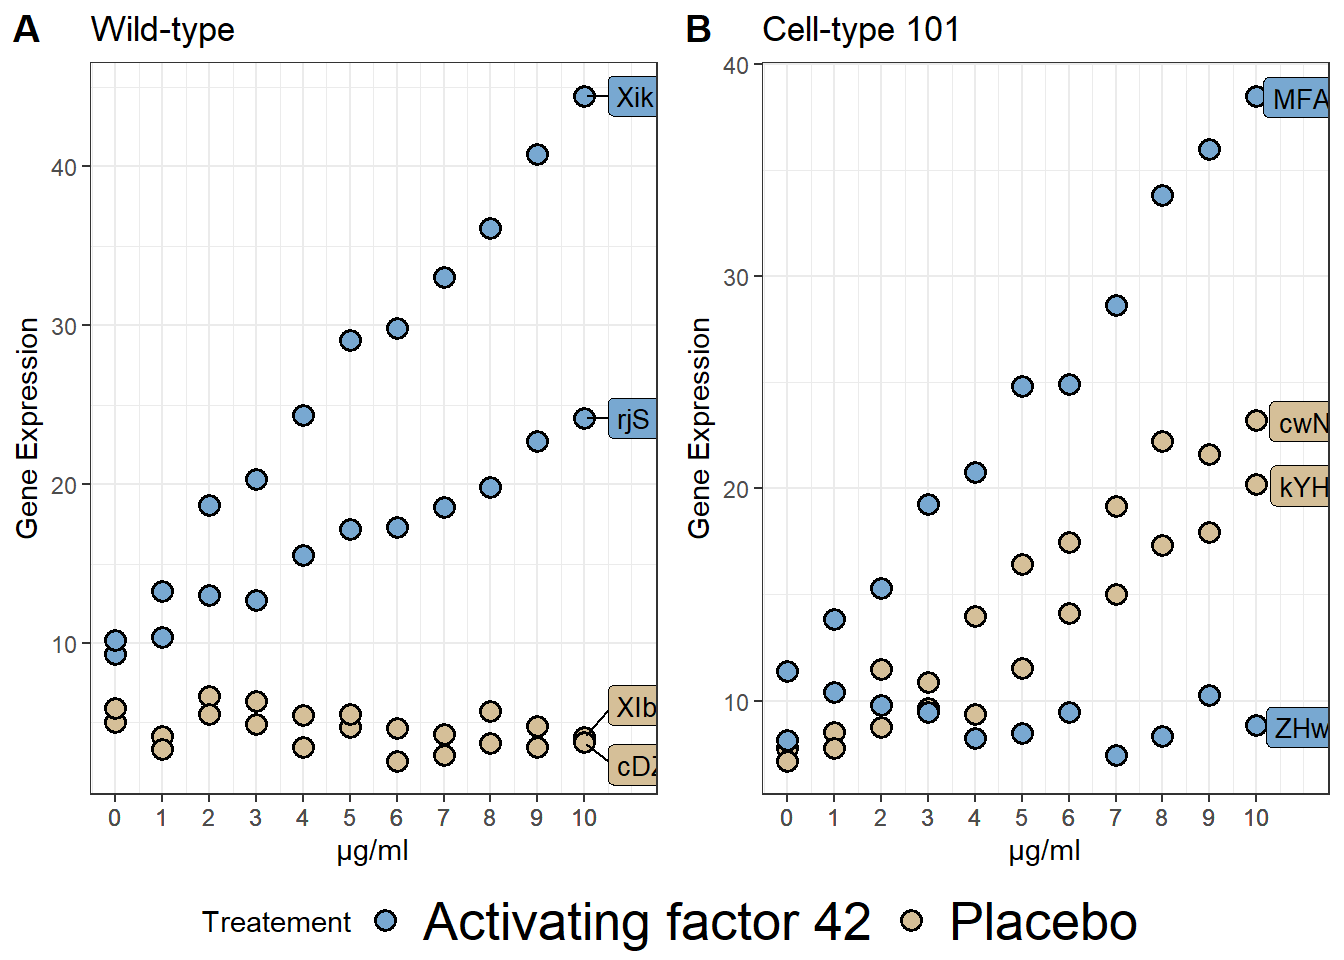 A Wild-type
Gene Expression
40
30
20
10
0 1 2 3 4 5 6 7 8 9 10
µg/ml
Xik
rjS
XIb
cDZ
B Cell-type 101
Gene Expression
40
30
20
10
0 1 2 3 4 5 6 7 8 9 10
µg/ml
MFA
cwN
kYH
ZHw
Treatement Activating factor 42 Placebo